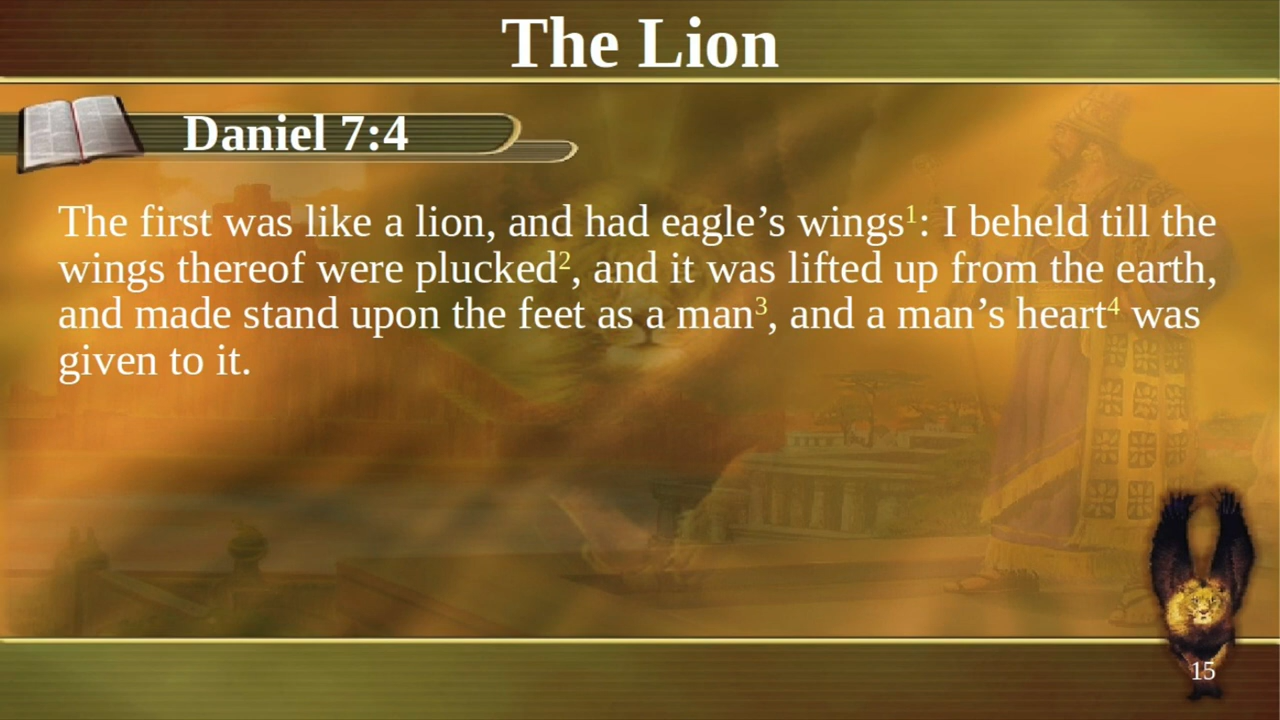 The Lion
Daniel 7:4
The first was like a lion, and had eagle’s wings¹: I beheld till the
wings thereof were plucked², and it was lifted up from the earth,
and made stand upon the feet as a man³, and a man’s heart⁴ was
given to it.
15